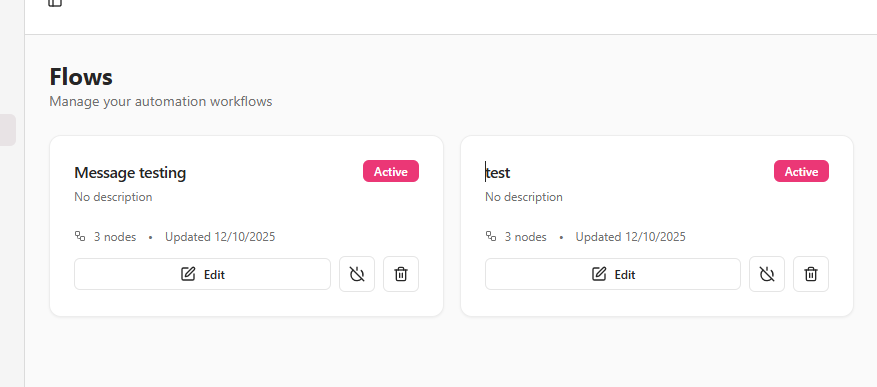 Flows
Manage your automation workflows
Message testing
Active
No description
3 nodes • Updated 12/10/2025
Edit
test
Active
No description
3 nodes • Updated 12/10/2025
Edit